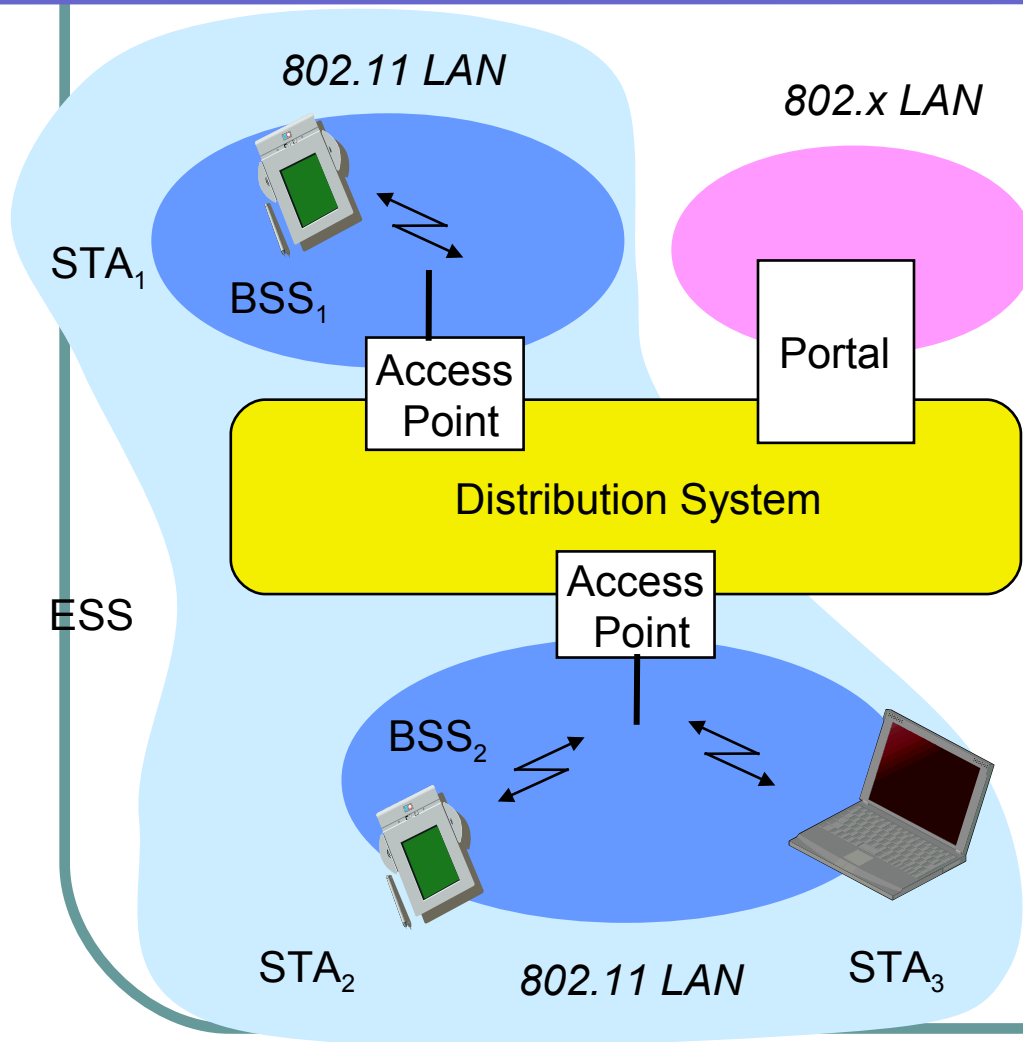 802.11 LAN
802.x LAN
STA₁
BSS₁
Access
Point
Portal
Distribution System
Access
Point
ESS
BSS₂
STA₂
802.11 LAN
STA₃